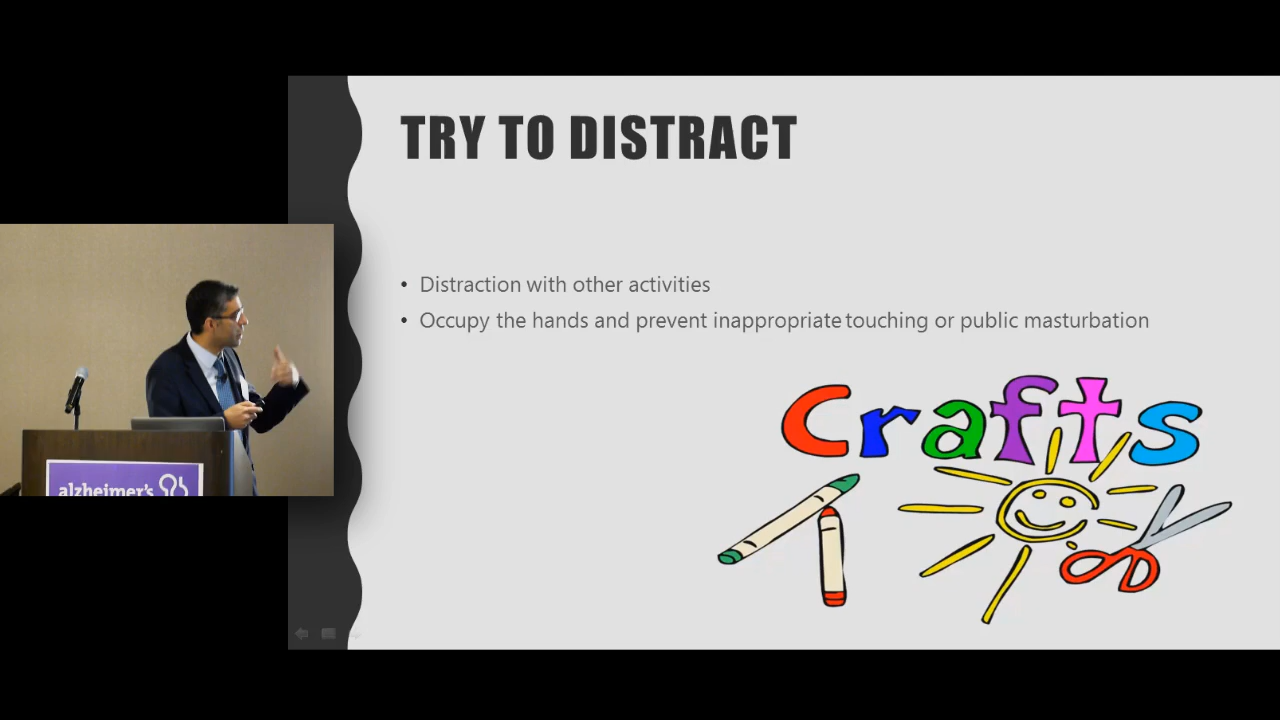 TRY TO DISTRACT
• Distraction with other activities
• Occupy the hands and prevent inappropriate touching or public masturbation
Crafts
alzheimer's